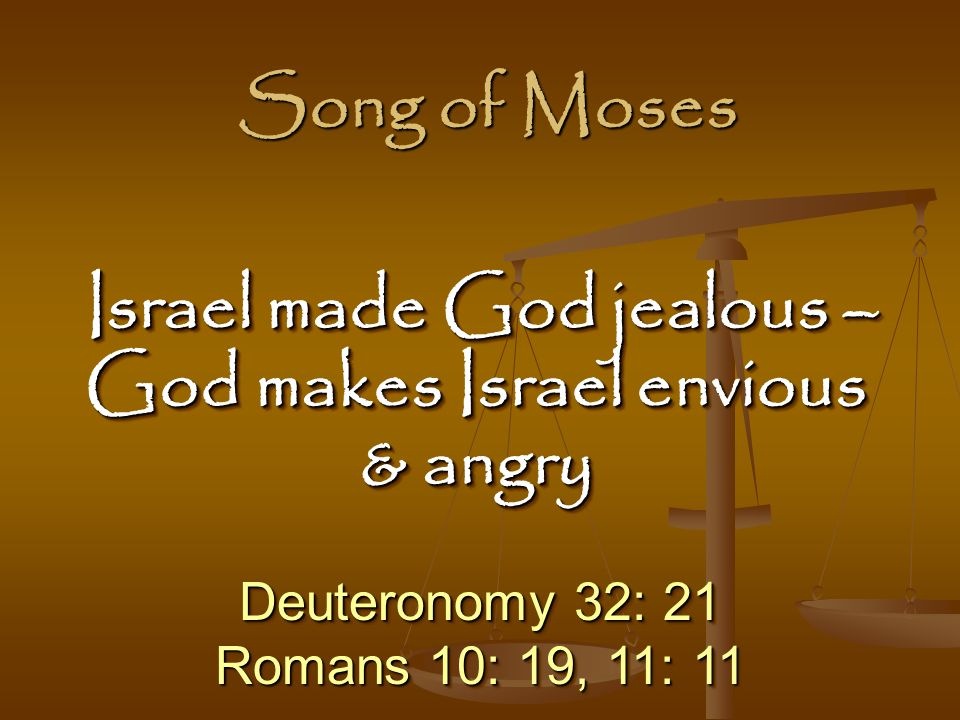 Song of Moses
Israel made God jealous –
God makes Israel envious
& angry
Deuteronomy 32: 21
Romans 10: 19, 11: 11